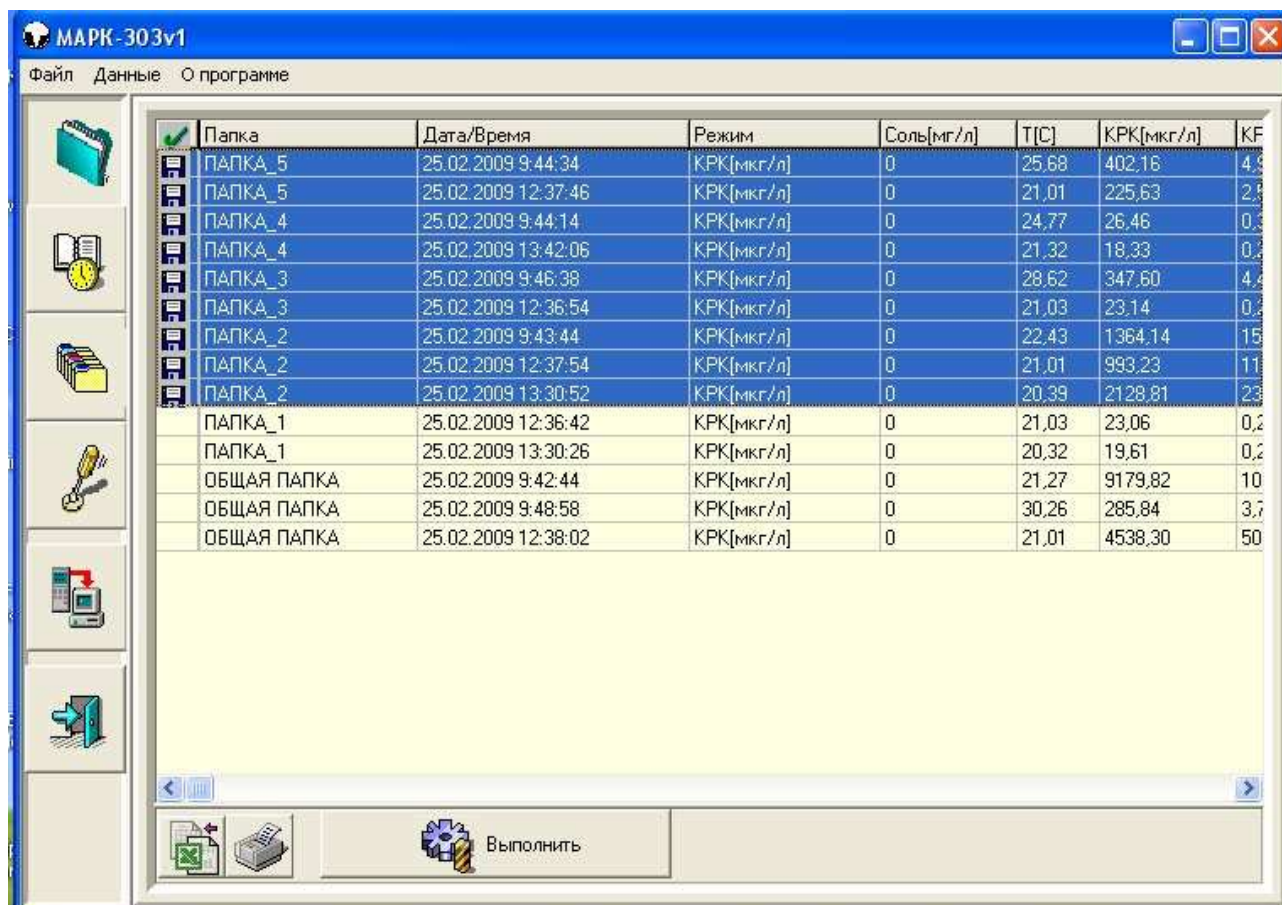 МАРК-303v1
Файл Данные О программе
Папка Дата/Время Режим Соль[мг/л] T[C] КРК[мкг/л]
ПАПКА_5 25.02.2009 9:44:34 КРК[мкг/л] 0 25,68 402,16
ПАПКА_5 25.02.2009 12:37:46 КРК[мкг/л] 0 21,01 225,63
ПАПКА_4 25.02.2009 9:44:14 КРК[мкг/л] 0 24,77 26,46
ПАПКА_4 25.02.2009 13:42:06 КРК[мкг/л] 0 21,32 18,33
ПАПКА_3 25.02.2009 9:46:38 КРК[мкг/л] 0 28,62 347,60
ПАПКА_3 25.02.2009 12:36:54 КРК[мкг/л] 0 21,03 23,14
ПАПКА_2 25.02.2009 9:43:44 КРК[мкг/л] 0 22,43 1364,14
ПАПКА_2 25.02.2009 12:37:54 КРК[мкг/л] 0 21,01 993,23
ПАПКА_2 25.02.2009 13:30:52 КРК[мкг/л] 0 20,39 2128,81
ПАПКА_1 25.02.2009 12:36:42 КРК[мкг/л] 0 21,03 23,06
ПАПКА_1 25.02.2009 13:30:26 КРК[мкг/л] 0 20,32 19,61
ОБЩАЯ ПАПКА 25.02.2009 9:42:44 КРК[мкг/л] 0 21,27 9179,82
ОБЩАЯ ПАПКА 25.02.2009 9:48:58 КРК[мкг/л] 0 30,26 285,84
ОБЩАЯ ПАПКА 25.02.2009 12:38:02 КРК[мкг/л] 0 21,01 4538,30
Выполнить